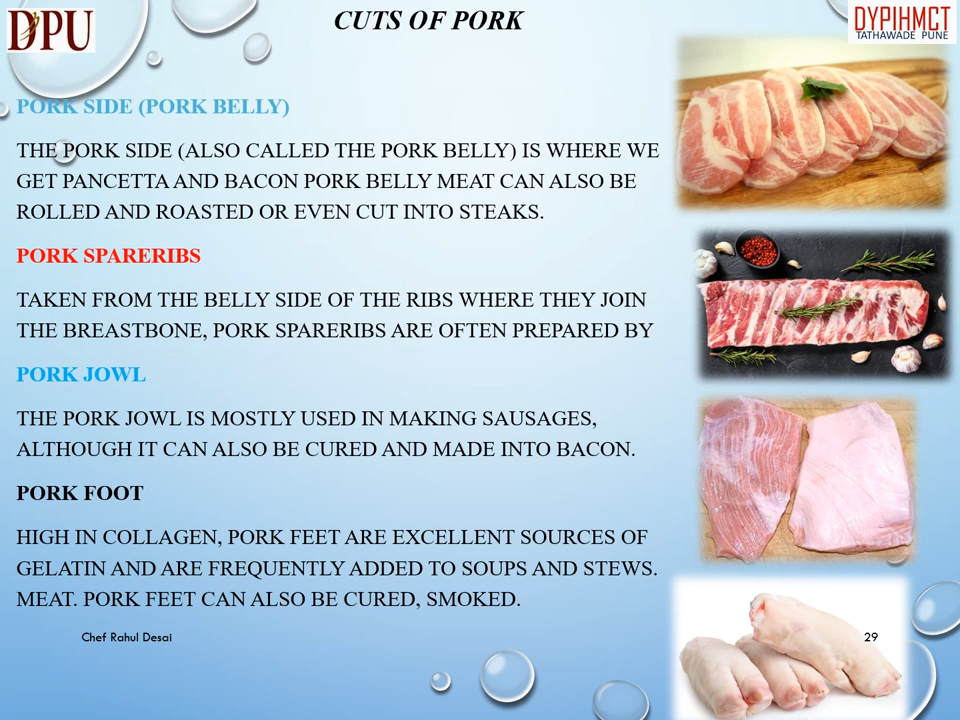 CUTS OF PORK
DPU
DYPIHMCT
TATHAWADE PUNE
PORK SIDE (PORK BELLY)
THE PORK SIDE (ALSO CALLED THE PORK BELLY) IS WHERE WE
GET PANCETTA AND BACON PORK BELLY MEAT CAN ALSO BE
ROLLED AND ROASTED OR EVEN CUT INTO STEAKS.
PORK SPARERIBS
TAKEN FROM THE BELLY SIDE OF THE RIBS WHERE THEY JOIN
THE BREASTBONE, PORK SPARERIBS ARE OFTEN PREPARED BY
PORK JOWL
THE PORK JOWL IS MOSTLY USED IN MAKING SAUSAGES,
ALTHOUGH IT CAN ALSO BE CURED AND MADE INTO BACON.
PORK FOOT
HIGH IN COLLAGEN, PORK FEET ARE EXCELLENT SOURCES OF
GELATIN AND ARE FREQUENTLY ADDED TO SOUPS AND STEWS.
MEAT. PORK FEET CAN ALSO BE CURED, SMOKED.
Chef Rahul Desai
29